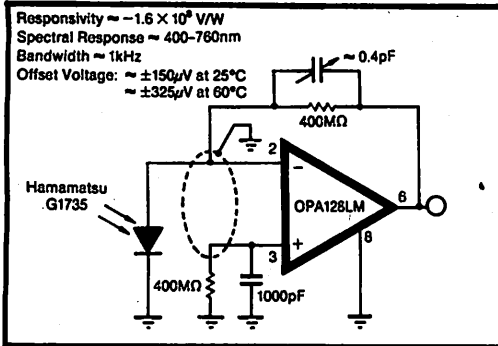 Responsivity ≈ −1.6 × 10⁸ V/W
Spectral Response ≈ 400-760nm
Bandwidth ≈ 1kHz
Offset Voltage: ≈ ±150μV at 25°C
≈ ±325μV at 60°C
≈ 0.4pF
400MΩ
2
Hamamatsu
G1735
−
OPA128LM
6
8
+
3
400MΩ
1000pF